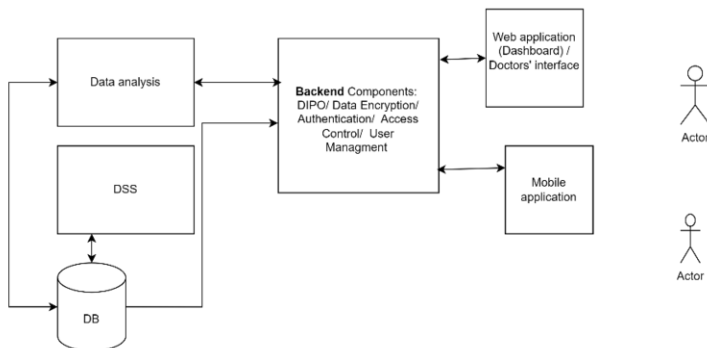 Data analysis
DSS
DB
Backend Components:
DIPO/ Data Encryption/
Authentication/ Access
Control/ User
Managment
Web application
(Dashboard) /
Doctors' interface
Mobile
application
Actor
Actor